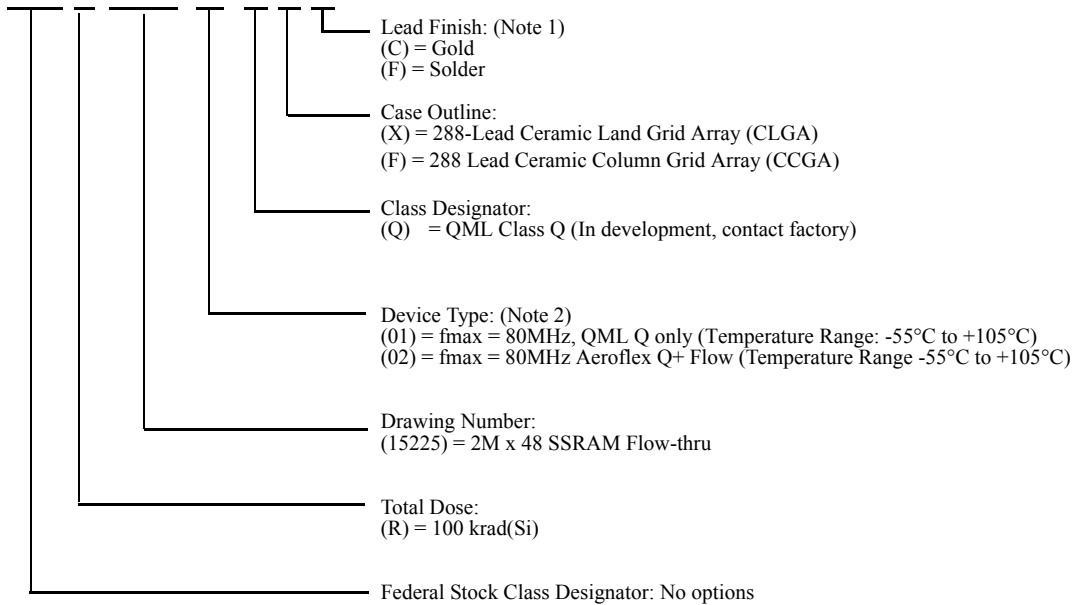 Lead Finish: (Note 1)
(C) = Gold
(F) = Solder
Case Outline:
(X) = 288-Lead Ceramic Land Grid Array (CLGA)
(F) = 288 Lead Ceramic Column Grid Array (CCGA)
Class Designator:
(Q) = QML Class Q (In development, contact factory)
Device Type: (Note 2)
(01) = fmax = 80MHz, QML Q only (Temperature Range: -55°C to +105°C)
(02) = fmax = 80MHz Aeroflex Q+ Flow (Temperature Range -55°C to +105°C)
Drawing Number:
(15225) = 2M x 48 SSRAM Flow-thru
Total Dose:
(R) = 100 krad(Si)
Federal Stock Class Designator: No options